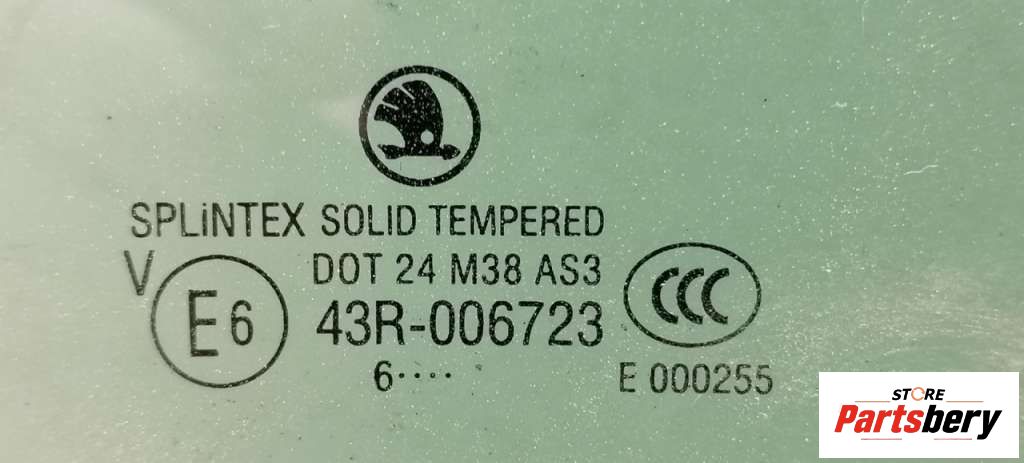 SPLiNTEX SOLID TEMPERED
V
DOT 24 M38 AS3
E6
43R-006723
CCC
6····
E 000255
STORE
Partsbery